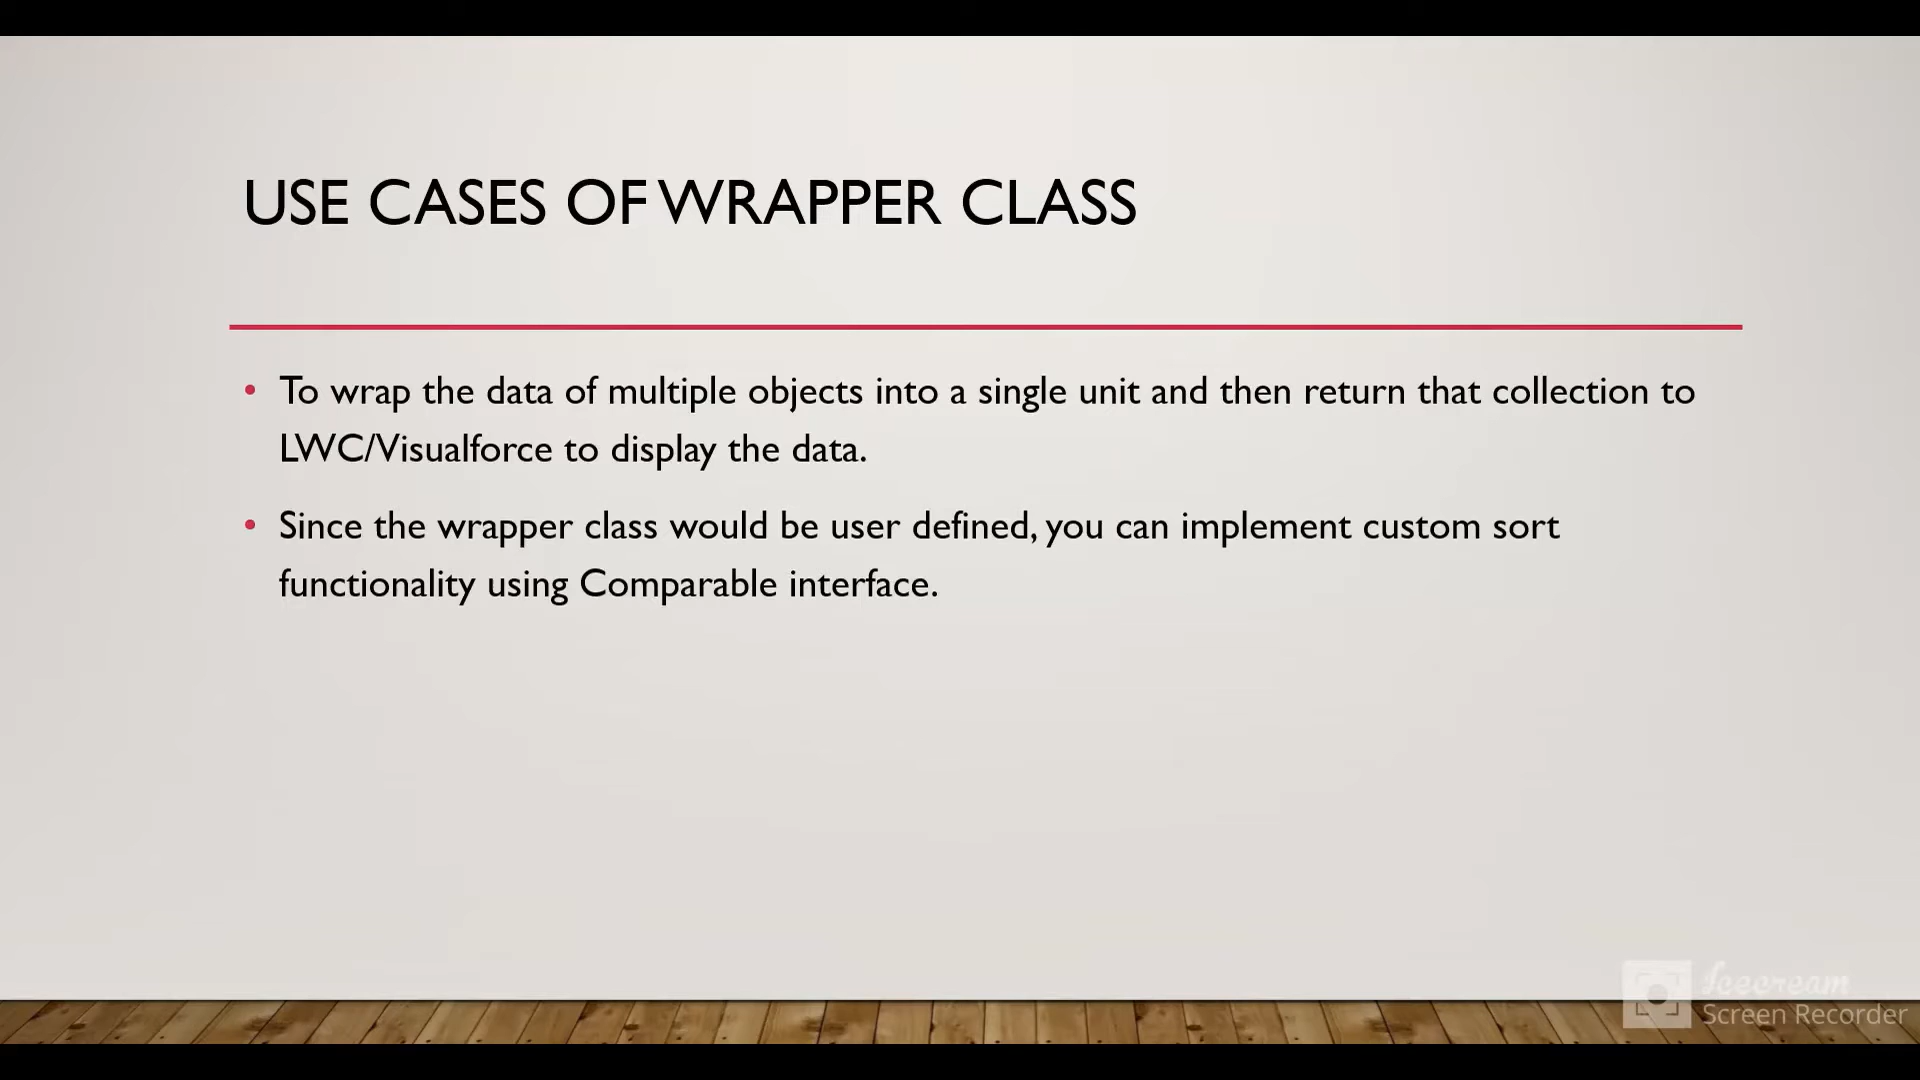 USE CASES OF WRAPPER CLASS
• To wrap the data of multiple objects into a single unit and then return that collection to
LWC/Visualforce to display the data.
• Since the wrapper class would be user defined, you can implement custom sort
functionality using Comparable interface.
Icecream
Screen Recorder